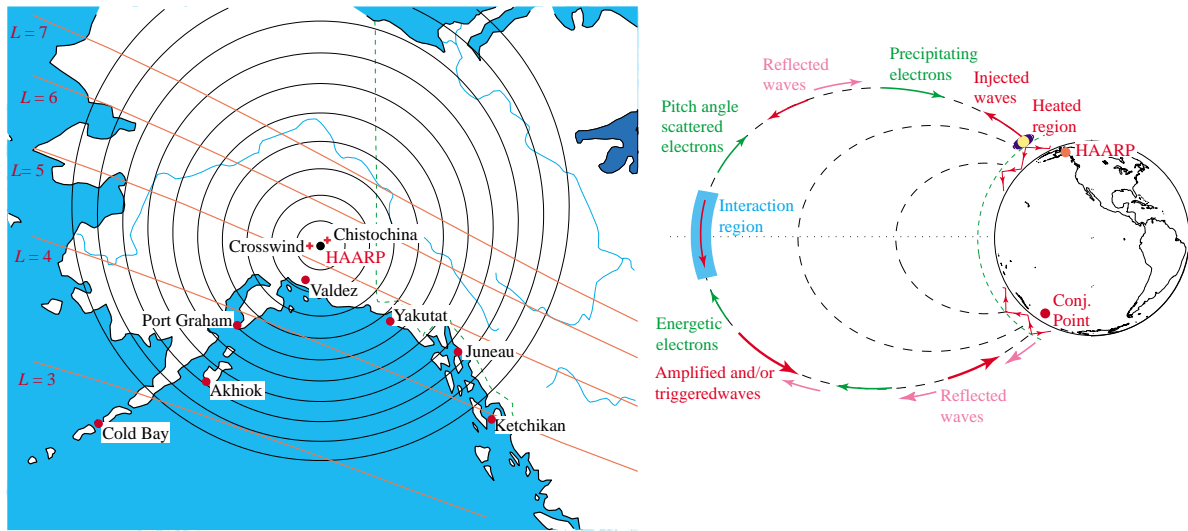 L = 7
L = 6
L = 5
L = 4
L = 3
Chistochina
Crosswind
HAARP
Valdez
Port Graham
Yakutat
Juneau
Akhiok
Ketchikan
Cold Bay
Reflected
waves
Precipitating
electrons
Injected
waves
Heated
region
Pitch angle
scattered
electrons
HAARP
Interaction
region
Conj.
Point
Energetic
electrons
Amplified and/or
triggeredwaves
Reflected
waves